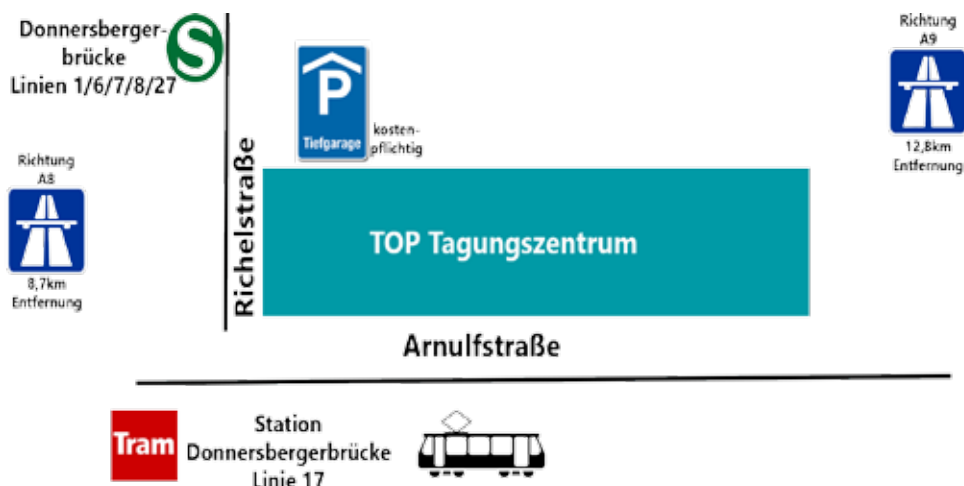 Donnersberger-
brücke
Linien 1/6/7/8/27
S
P
Tiefgarage
kosten-
pflichtig
Richtung
A9
12,8km
Entfernung
Richtung
A8
8,7km
Entfernung
Richelstraße
TOP Tagungszentrum
Arnulfstraße
Tram
Station
Donnersbergerbrücke
Linie 17